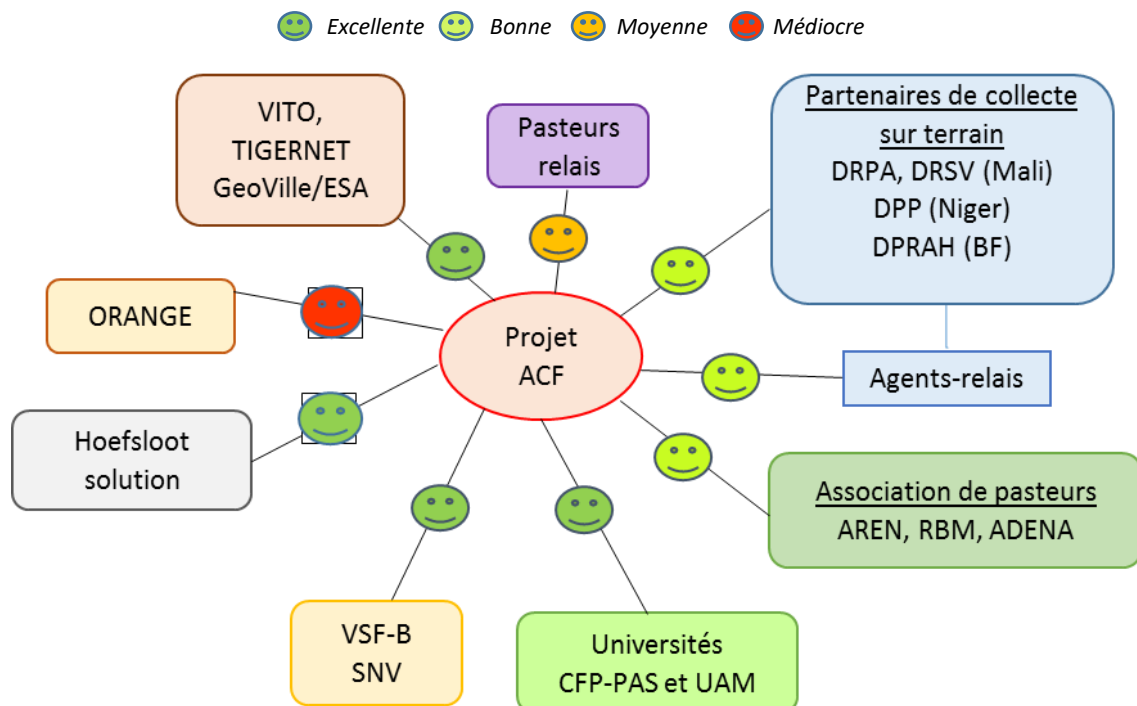 Excellente Bonne Moyenne Médiocre
VITO,
TIGERNET
GeoVille/ESA
Pasteurs
relais
Partenaires de collecte
sur terrain
DRPA, DRSV (Mali)
DPP (Niger)
DPRAH (BF)
ORANGE
Projet
ACF
Agents-relais
Hoefsloot
solution
Association de pasteurs
AREN, RBM, ADENA
VSF-B
SNV
Universités
CFP-PAS et UAM